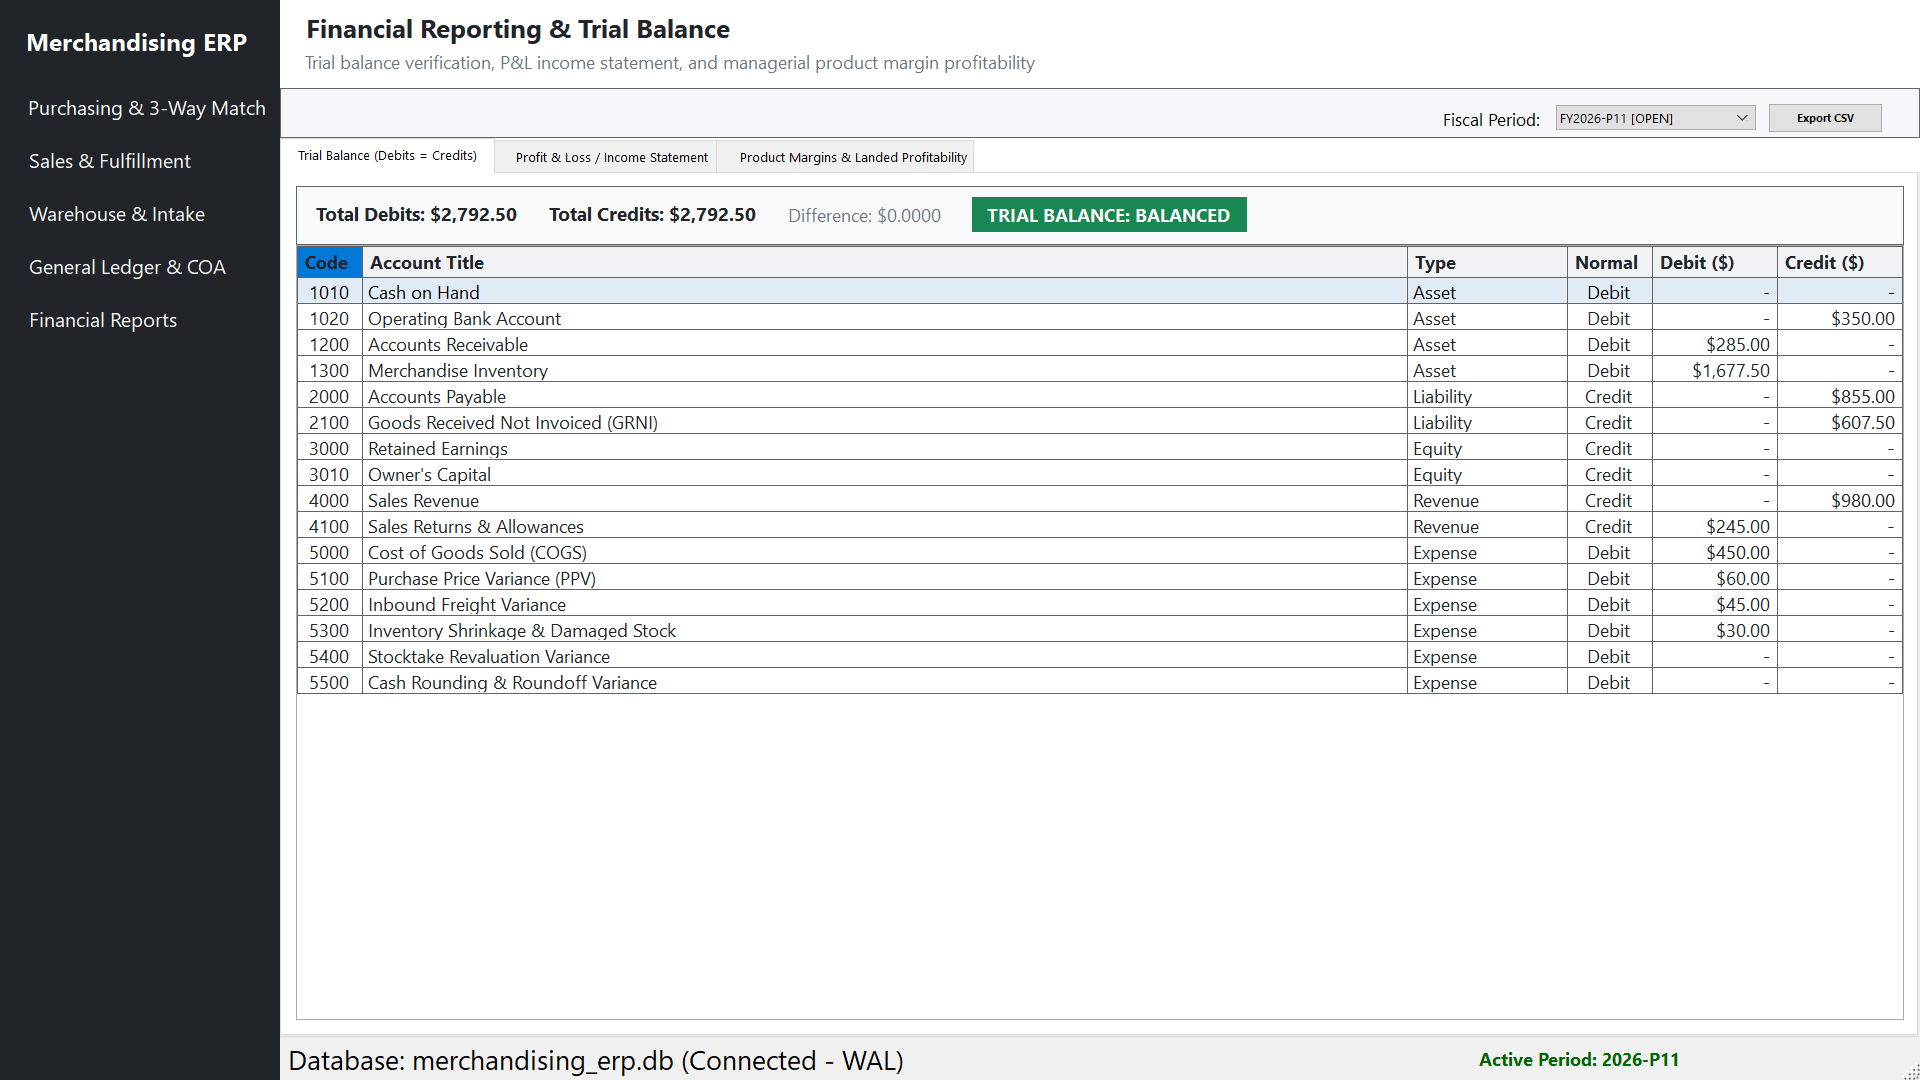 Merchandising ERP
Purchasing & 3-Way Match
Sales & Fulfillment
Warehouse & Intake
General Ledger & COA
Financial Reports
Financial Reporting & Trial Balance
Trial balance verification, P&L income statement, and managerial product margin profitability
Fiscal Period: FY2026-P11 [OPEN] Export CSV
Trial Balance (Debits = Credits) Profit & Loss / Income Statement Product Margins & Landed Profitability
Total Debits: $2,792.50 Total Credits: $2,792.50 Difference: $0.0000 TRIAL BALANCE: BALANCED
Code Account Title Type Normal Debit ($) Credit ($)
1010 Cash on Hand Asset Debit - -
1020 Operating Bank Account Asset Debit - $350.00
1200 Accounts Receivable Asset Debit $285.00 -
1300 Merchandise Inventory Asset Debit $1,677.50 -
2000 Accounts Payable Liability Credit - $855.00
2100 Goods Received Not Invoiced (GRNI) Liability Credit - $607.50
3000 Retained Earnings Equity Credit - -
3010 Owner's Capital Equity Credit - -
4000 Sales Revenue Revenue Credit - $980.00
4100 Sales Returns & Allowances Revenue Credit $245.00 -
5000 Cost of Goods Sold (COGS) Expense Debit $450.00 -
5100 Purchase Price Variance (PPV) Expense Debit $60.00 -
5200 Inbound Freight Variance Expense Debit $45.00 -
5300 Inventory Shrinkage & Damaged Stock Expense Debit $30.00 -
5400 Stocktake Revaluation Variance Expense Debit - -
5500 Cash Rounding & Roundoff Variance Expense Debit - -
Database: merchandising_erp.db (Connected - WAL) Active Period: 2026-P11